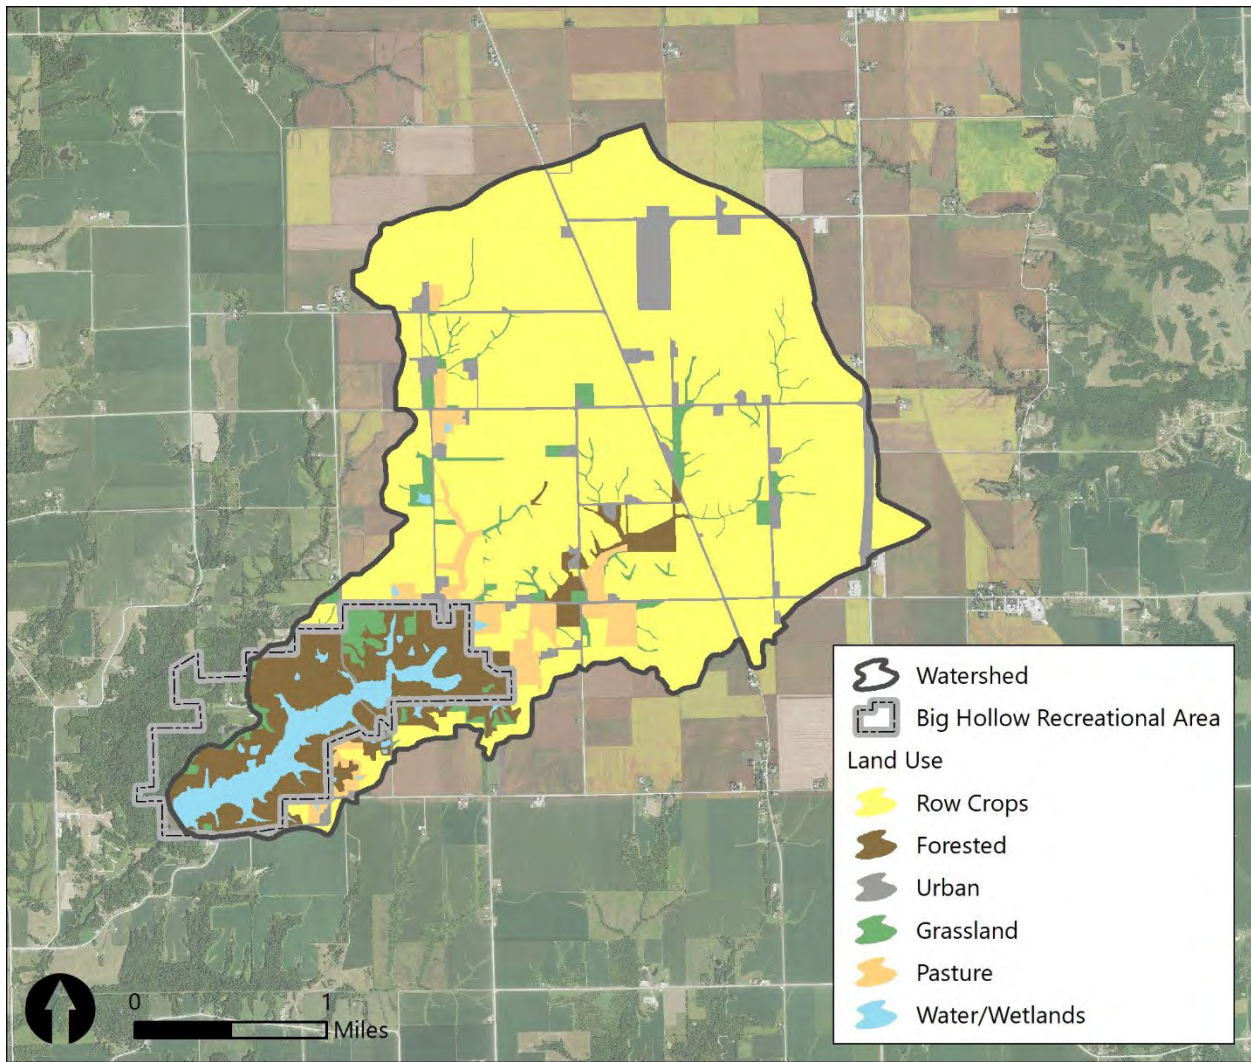 Watershed
Big Hollow Recreational Area
Land Use
Row Crops
Forested
Urban
Grassland
Pasture
Water/Wetlands
0 1
Miles